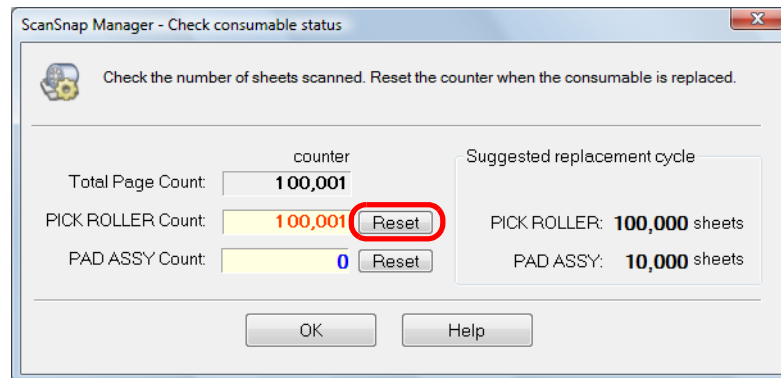 ScanSnap Manager - Check consumable status
Check the number of sheets scanned. Reset the counter when the consumable is replaced.
counter
Total Page Count: 100,001
PICK ROLLER Count: 100,001 Reset
PAD ASSY Count: 0 Reset
Suggested replacement cycle
PICK ROLLER: 100,000 sheets
PAD ASSY: 10,000 sheets
OK Help